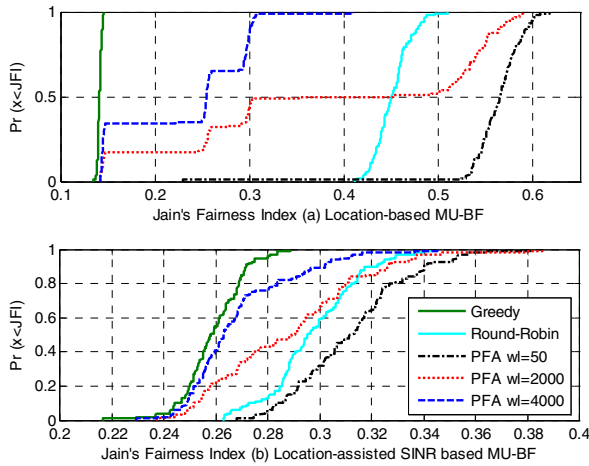 Pr (x<JFI)
1
0.5
0
0.1 0.2 0.3 0.4 0.5 0.6
Jain's Fairness Index (a) Location-based MU-BF
Pr (x<JFI)
1
0.8
0.6
0.4
0.2
0
0.2 0.22 0.24 0.26 0.28 0.3 0.32 0.34 0.36 0.38 0.4
Greedy
Round-Robin
PFA wl=50
PFA wl=2000
PFA wl=4000
Jain's Fairness Index (b) Location-assisted SINR based MU-BF